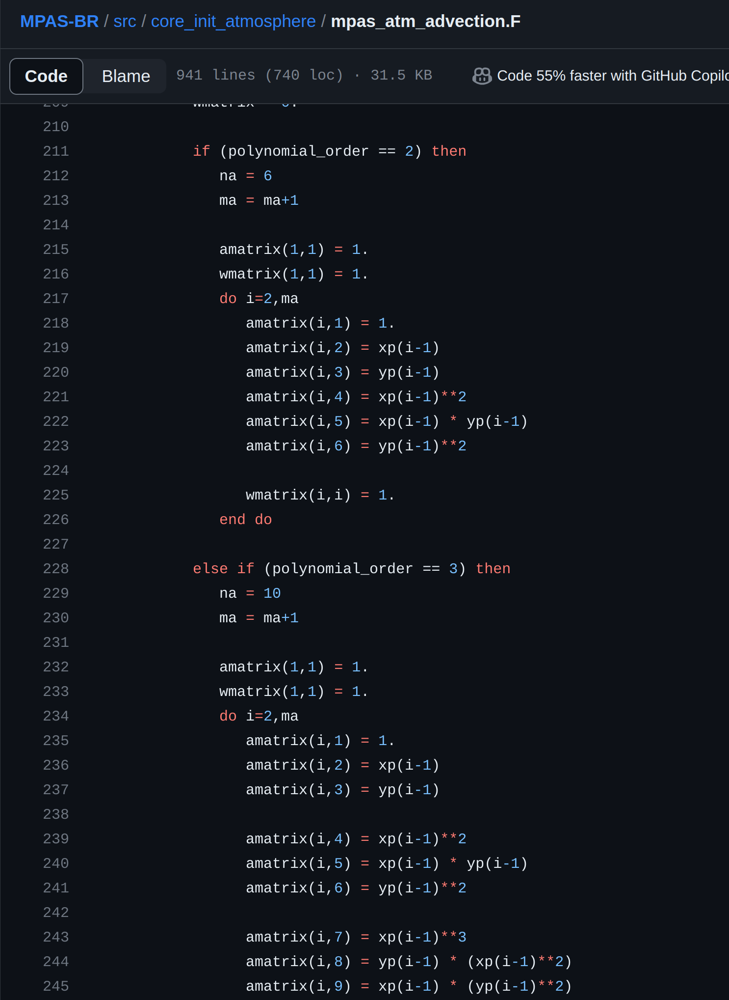 MPAS-BR / src / core_init_atmosphere / mpas_atm_advection.F
Code Blame 941 lines (740 loc) · 31.5 KB Code 55% faster with GitHub Copilo
209 wmatrix = 0.
210
211 if (polynomial_order == 2) then
212 na = 6
213 ma = ma+1
214
215 amatrix(1,1) = 1.
216 wmatrix(1,1) = 1.
217 do i=2,ma
218 amatrix(i,1) = 1.
219 amatrix(i,2) = xp(i-1)
220 amatrix(i,3) = yp(i-1)
221 amatrix(i,4) = xp(i-1)**2
222 amatrix(i,5) = xp(i-1) * yp(i-1)
223 amatrix(i,6) = yp(i-1)**2
224
225 wmatrix(i,i) = 1.
226 end do
227
228 else if (polynomial_order == 3) then
229 na = 10
230 ma = ma+1
231
232 amatrix(1,1) = 1.
233 wmatrix(1,1) = 1.
234 do i=2,ma
235 amatrix(i,1) = 1.
236 amatrix(i,2) = xp(i-1)
237 amatrix(i,3) = yp(i-1)
238
239 amatrix(i,4) = xp(i-1)**2
240 amatrix(i,5) = xp(i-1) * yp(i-1)
241 amatrix(i,6) = yp(i-1)**2
242
243 amatrix(i,7) = xp(i-1)**3
244 amatrix(i,8) = yp(i-1) * (xp(i-1)**2)
245 amatrix(i,9) = xp(i-1) * (yp(i-1)**2)